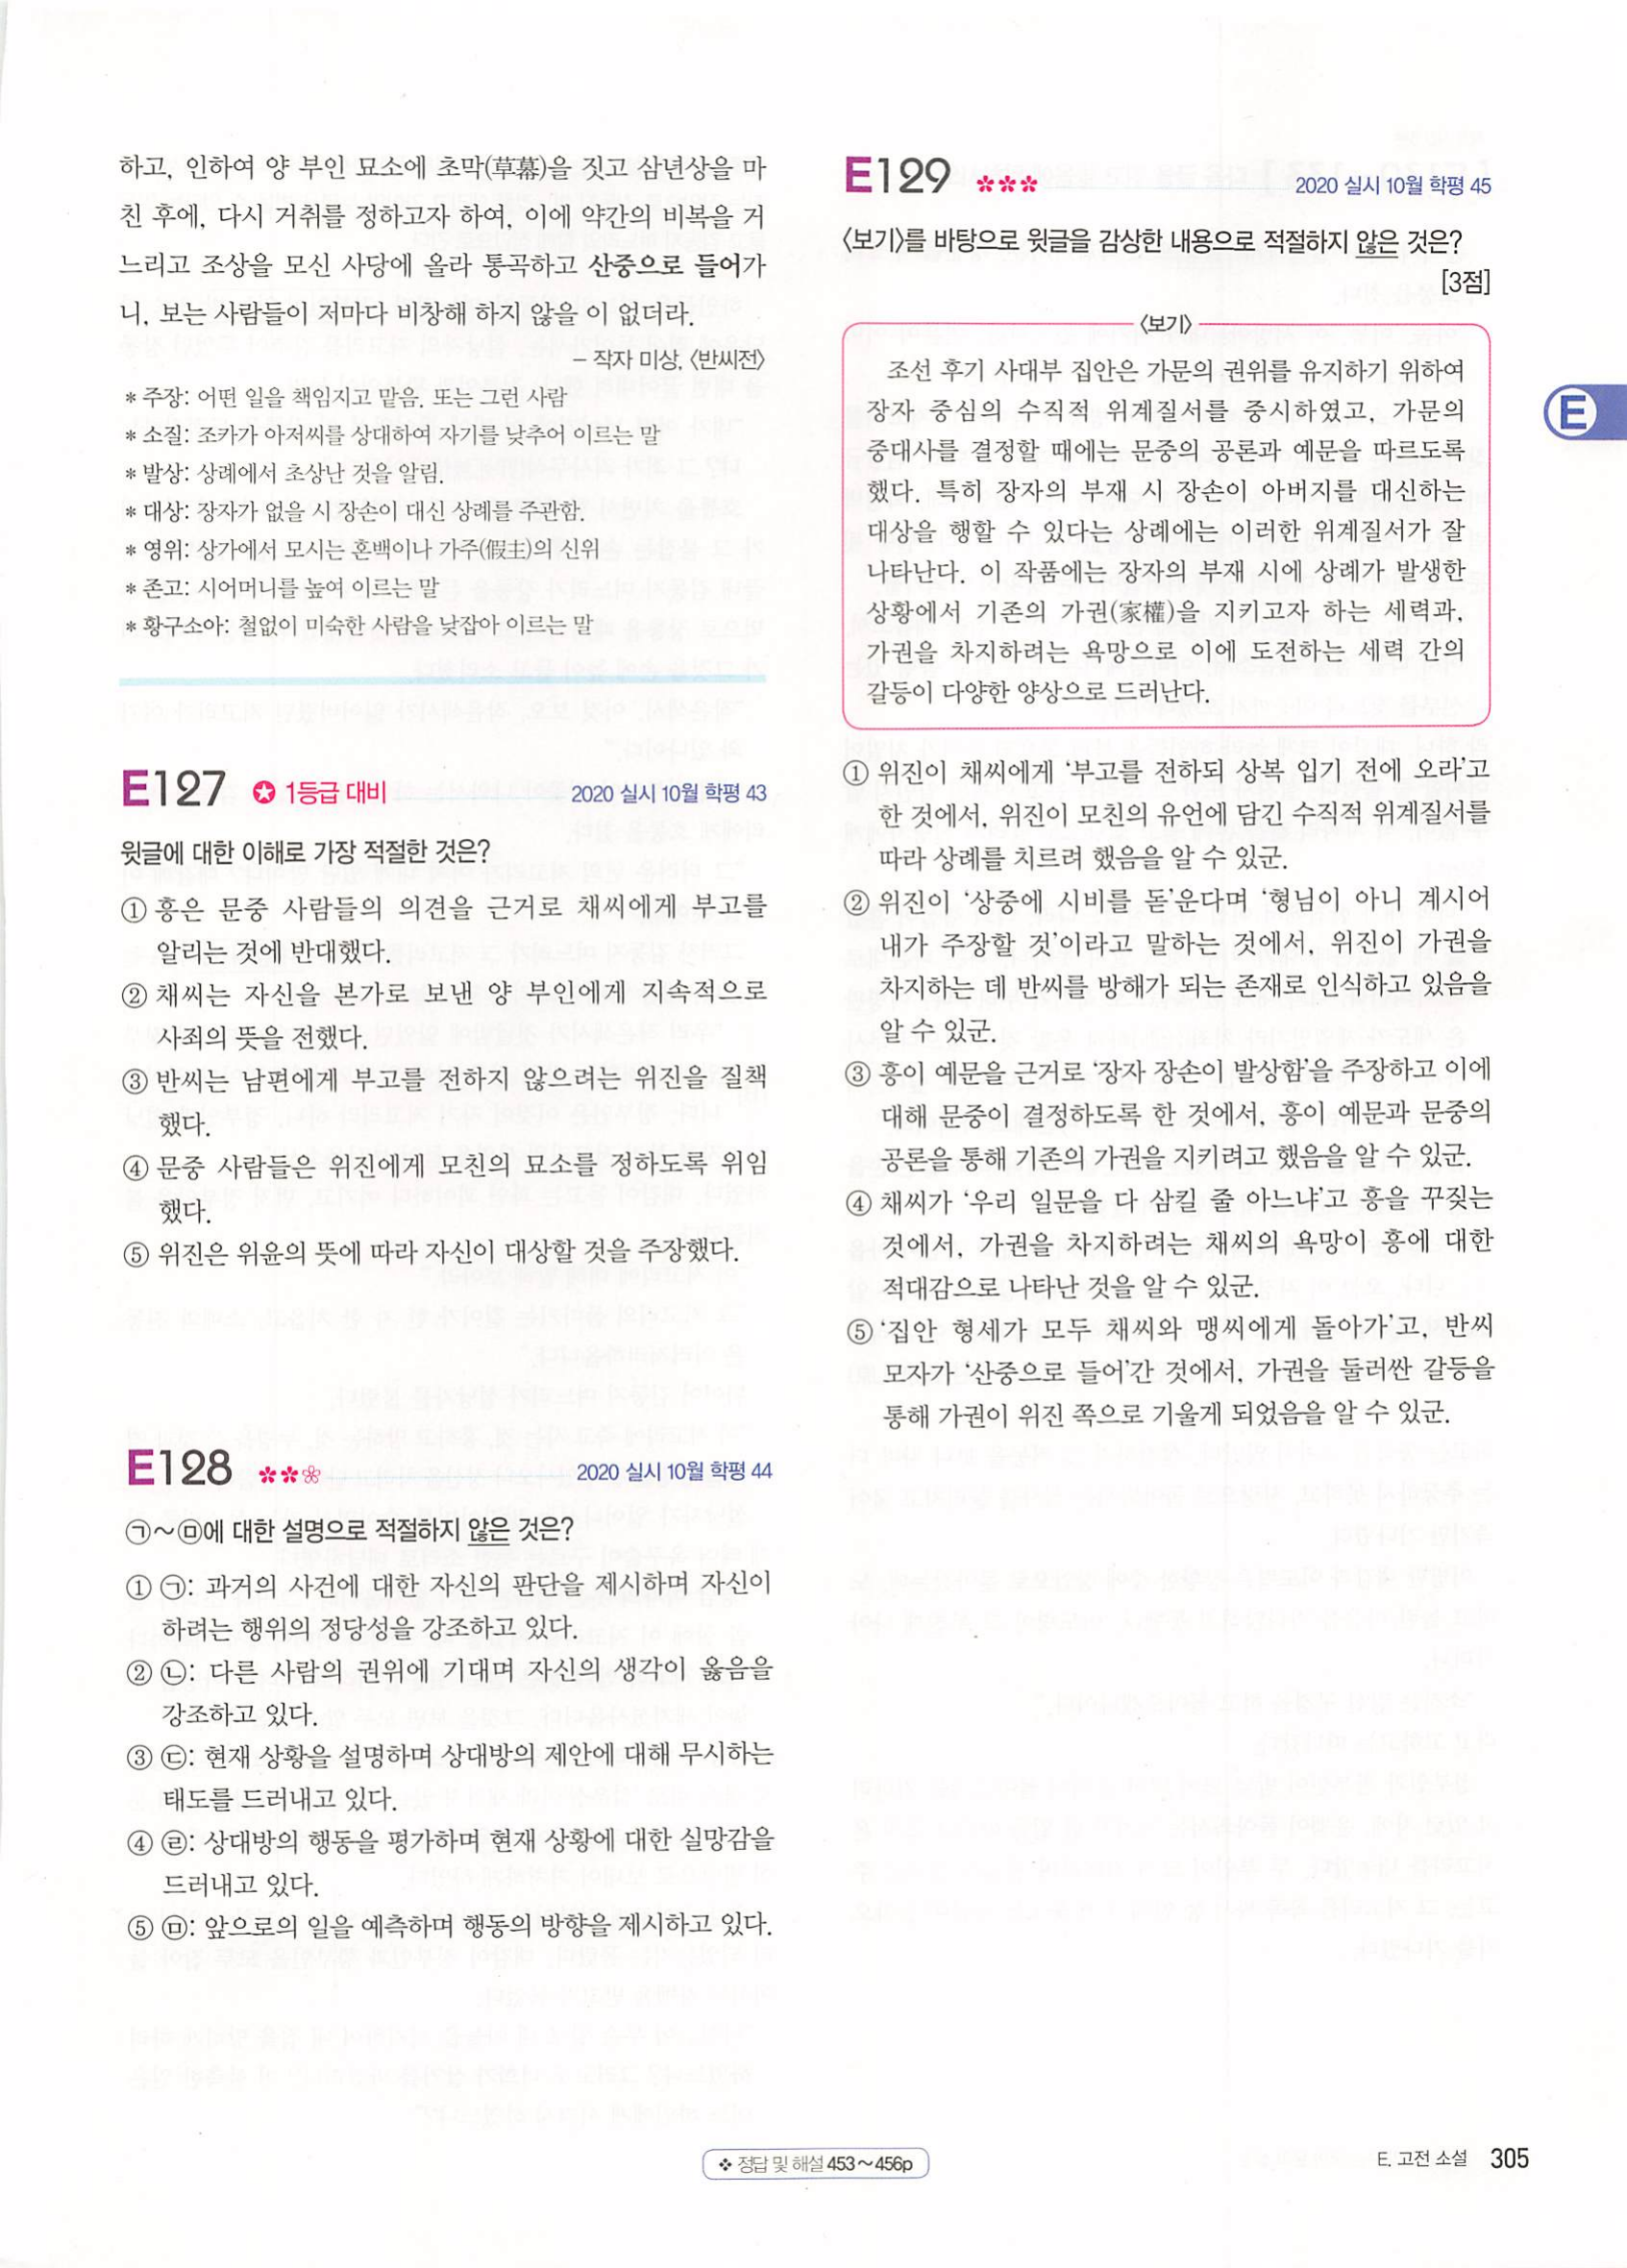 하고, 인하여 양 부인 묘소에 초막(草幕)을 짓고 삼년상을 마
친 후에, 다시 거취를 정하고자 하여, 이에 약간의 비복을 거
느리고 조상을 모신 사당에 올라 통곡하고 산중으로 들어가
니, 보는 사람들이 저마다 비창해 하지 않을 이 없더라.
– 작자 미상, 〈반씨전〉
* 주장: 어떤 일을 책임지고 맡음. 또는 그런 사람
* 소질: 조카가 아저씨를 상대하여 자기를 낮추어 이르는 말
* 발상: 상례에서 초상난 것을 알림.
* 대상: 장자가 없을 시 장손이 대신 상례를 주관함.
* 영위: 상가에서 모시는 혼백이나 가주(假主)의 신위
* 존고: 시어머니를 높여 이르는 말
* 황구소아: 철없이 미숙한 사람을 낮잡아 이르는 말
E127 1등급 대비 2020 실시 10월 학평 43
윗글에 대한 이해로 가장 적절한 것은?
① 흥은 문중 사람들의 의견을 근거로 채씨에게 부고를
알리는 것에 반대했다.
② 채씨는 자신을 본가로 보낸 양 부인에게 지속적으로
사죄의 뜻을 전했다.
③ 반씨는 남편에게 부고를 전하지 않으려는 위진을 질책
했다.
④ 문중 사람들은 위진에게 모친의 묘소를 정하도록 위임
했다.
⑤ 위진은 위윤의 뜻에 따라 자신이 대상할 것을 주장했다.
E128 2020 실시 10월 학평 44
㉠~㉤에 대한 설명으로 적절하지 않은 것은?
① ㉠: 과거의 사건에 대한 자신의 판단을 제시하며 자신이
하려는 행위의 정당성을 강조하고 있다.
② ㉡: 다른 사람의 권위에 기대며 자신의 생각이 옳음을
강조하고 있다.
③ ㉢: 현재 상황을 설명하며 상대방의 제안에 대해 무시하는
태도를 드러내고 있다.
④ ㉣: 상대방의 행동을 평가하며 현재 상황에 대한 실망감을
드러내고 있다.
⑤ ㉤: 앞으로의 일을 예측하며 행동의 방향을 제시하고 있다.
E129 2020 실시 10월 학평 45
〈보기〉를 바탕으로 윗글을 감상한 내용으로 적절하지 않은 것은?
[3점]
〈보기〉
조선 후기 사대부 집안은 가문의 권위를 유지하기 위하여
장자 중심의 수직적 위계질서를 중시하였고, 가문의
중대사를 결정할 때에는 문중의 공론과 예문을 따르도록
했다. 특히 장자의 부재 시 장손이 아버지를 대신하는
대상을 행할 수 있다는 상례에는 이러한 위계질서가 잘
나타난다. 이 작품에는 장자의 부재 시에 상례가 발생한
상황에서 기존의 가권(家權)을 지키고자 하는 세력과,
가권을 차지하려는 욕망으로 이에 도전하는 세력 간의
갈등이 다양한 양상으로 드러난다.
① 위진이 채씨에게 ‘부고를 전하되 상복 입기 전에 오라’고
한 것에서, 위진이 모친의 유언에 담긴 수직적 위계질서를
따라 상례를 치르려 했음을 알 수 있군.
② 위진이 ‘상중에 시비를 돋’운다며 ‘형님이 아니 계시어
내가 주장할 것’이라고 말하는 것에서, 위진이 가권을
차지하는 데 반씨를 방해가 되는 존재로 인식하고 있음을
알 수 있군.
③ 흥이 예문을 근거로 ‘장자 장손이 발상함’을 주장하고 이에
대해 문중이 결정하도록 한 것에서, 흥이 예문과 문중의
공론을 통해 기존의 가권을 지키려고 했음을 알 수 있군.
④ 채씨가 ‘우리 일문을 다 삼킬 줄 아느냐’고 흥을 꾸짖는
것에서, 가권을 차지하려는 채씨의 욕망이 흥에 대한
적대감으로 나타난 것을 알 수 있군.
⑤ ‘집안 형세가 모두 채씨와 맹씨에게 돌아가’고, 반씨
모자가 ‘산중으로 들어’간 것에서, 가권을 둘러싼 갈등을
통해 가권이 위진 쪽으로 기울게 되었음을 알 수 있군.
E
❖ 정답 및 해설 453~456p
E. 고전 소설 305